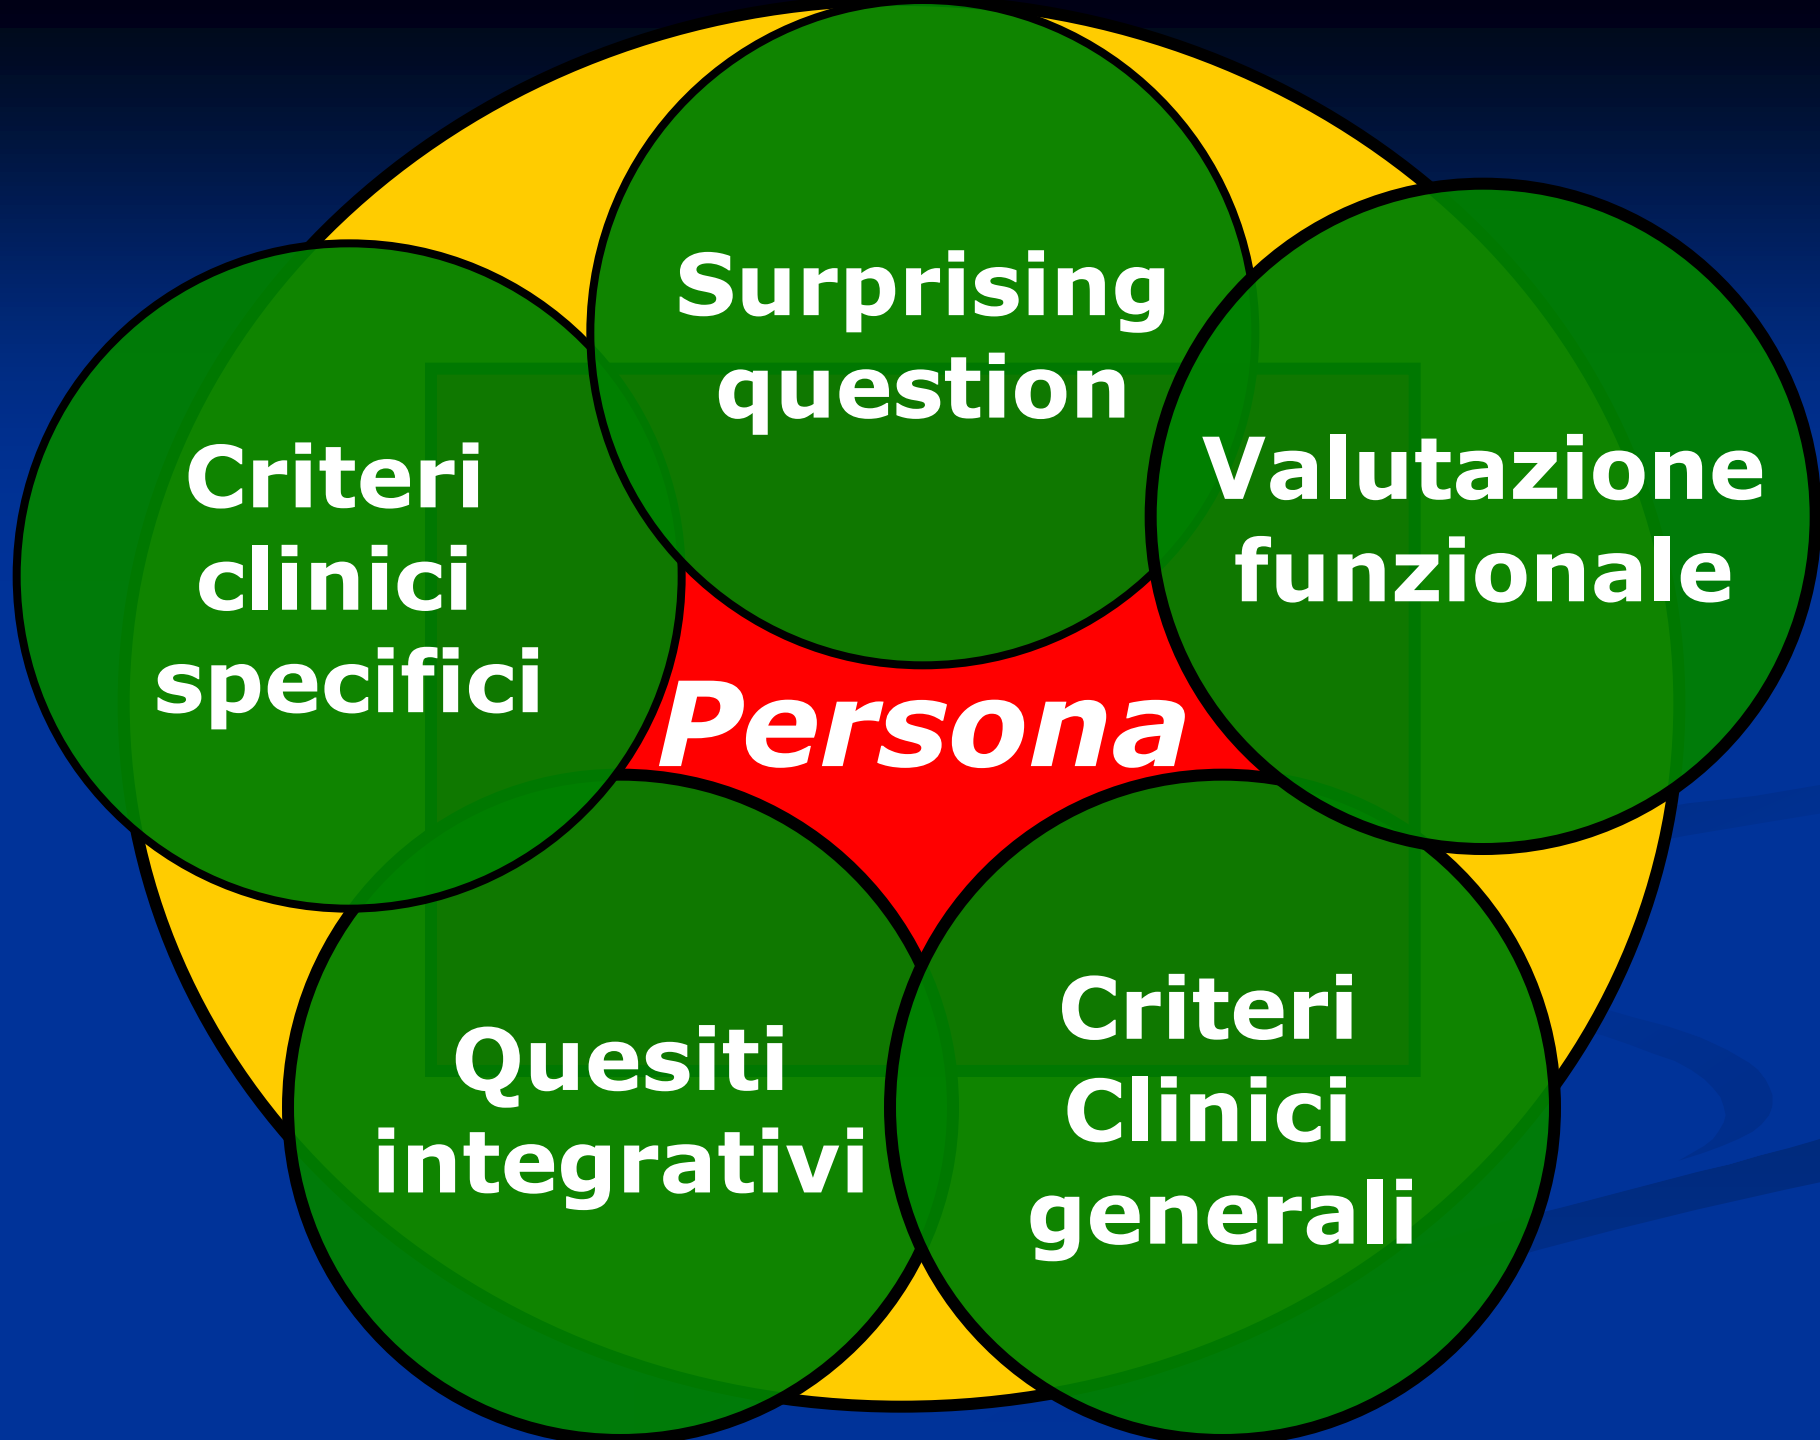 Surprising
question
Valutazione
funzionale
Criteri
clinici
specifici
Persona
Quesiti
integrativi
Criteri
Clinici
generali